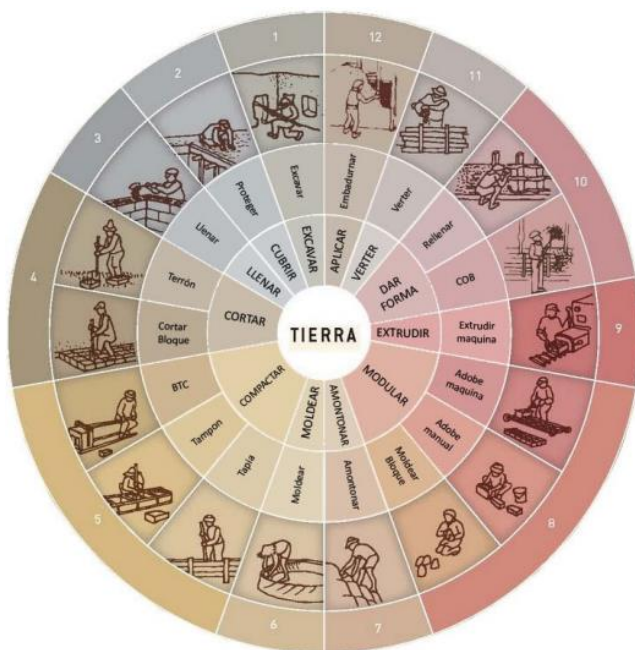 1
12
2
11
3
10
4
9
5
8
6
7
Excavar
Embadurnar
Proteger
Verter
Llenar
Rellenar
Terrón
COB
Cortar
Bloque
Extrudir
maquina
BTC
Adobe
maquina
Tampon
Adobe
manual
Tapia
Moldear
Bloque
Moldear
Amontonar
EXCAVAR
APLICAR
CUBRIR
VERTER
LLENAR
DAR
FORMA
CORTAR
TIERRA
EXTRUDIR
COMPACTAR
MODULAR
MOLDEAR
AMONTONAR